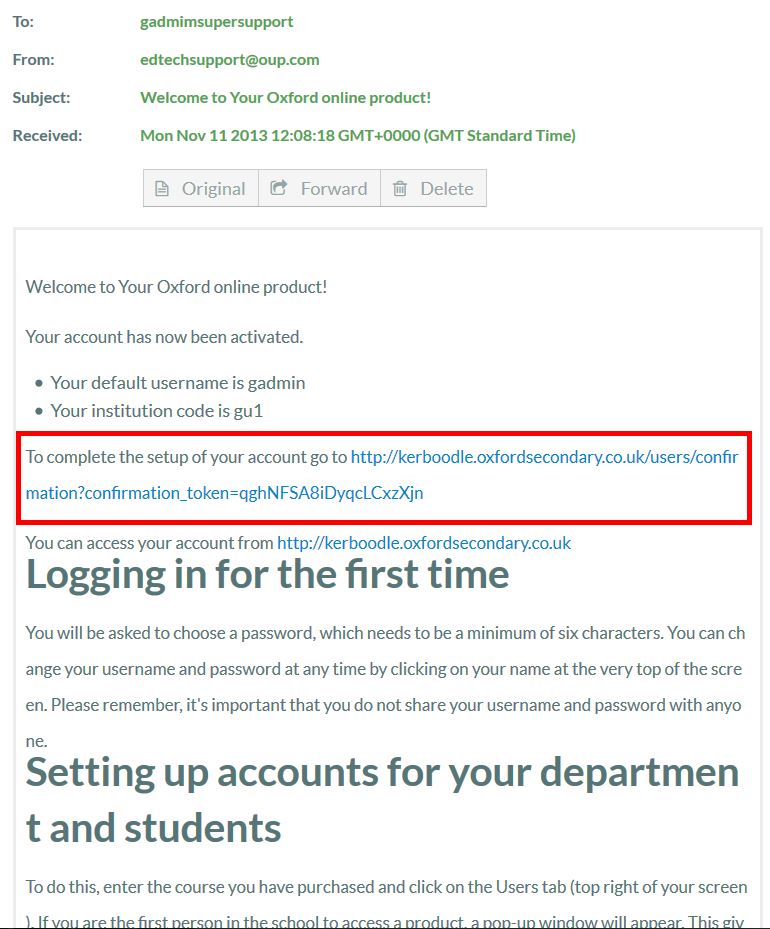 To: gadmimsupersupport
From: edtechsupport@oup.com
Subject: Welcome to Your Oxford online product!
Received: Mon Nov 11 2013 12:08:18 GMT+0000 (GMT Standard Time)
Original Forward Delete
Welcome to Your Oxford online product!
Your account has now been activated.
• Your default username is gadmin
• Your institution code is gu1
To complete the setup of your account go to http://kerboodle.oxfordsecondary.co.uk/users/confir
mation?confirmation_token=qghNFSA8iDyqcLCxzXjn
You can access your account from http://kerboodle.oxfordsecondary.co.uk
Logging in for the first time
You will be asked to choose a password, which needs to be a minimum of six characters. You can ch
ange your username and password at any time by clicking on your name at the very top of the scre
en. Please remember, it's important that you do not share your username and password with anyo
ne.
Setting up accounts for your departmen
t and students
To do this, enter the course you have purchased and click on the Users tab (top right of your screen
). If you are the first person in the school to access a product, a pop-up window will appear. This giv